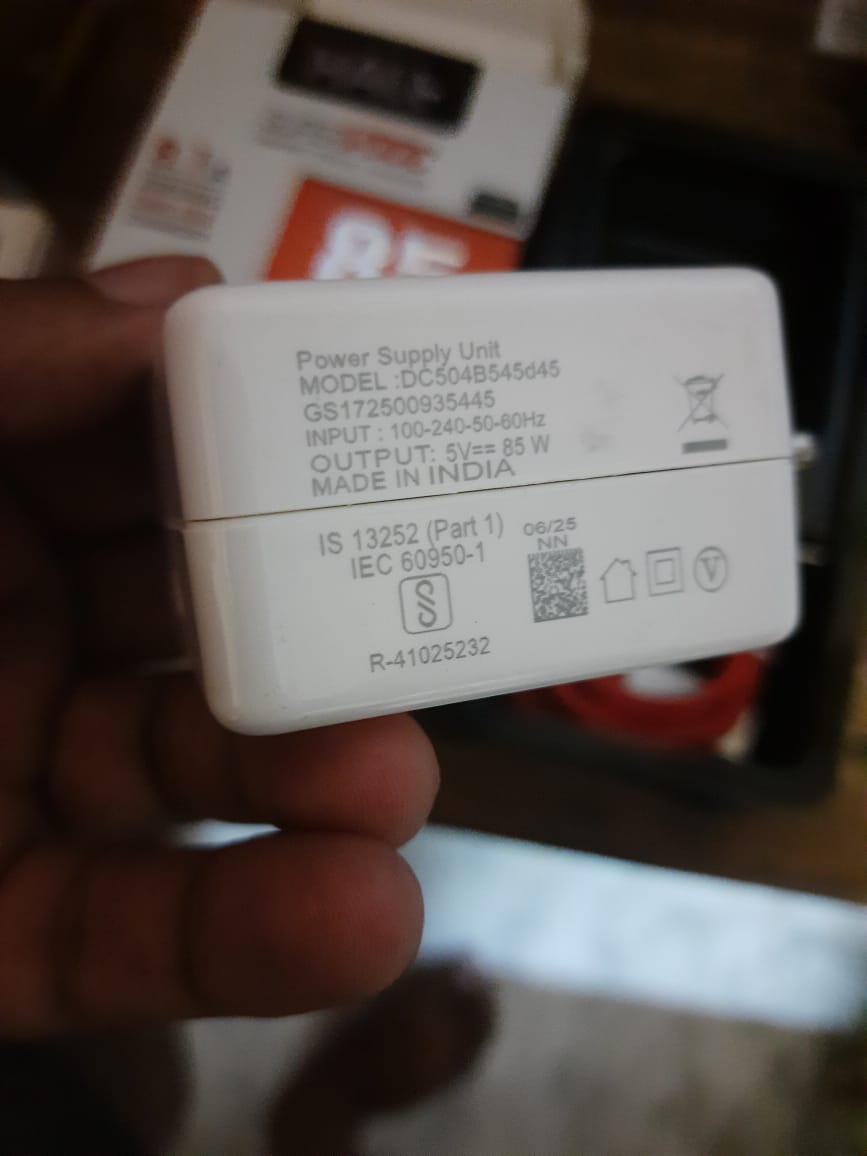 85
Power Supply Unit
MODEL :DC504B545d45
GS172500935445
INPUT : 100-240-50-60Hz
OUTPUT: 5V== 85 W
MADE IN INDIA
IS 13252 (Part 1)
IEC 60950-1
06/25
NN
V
R-41025232